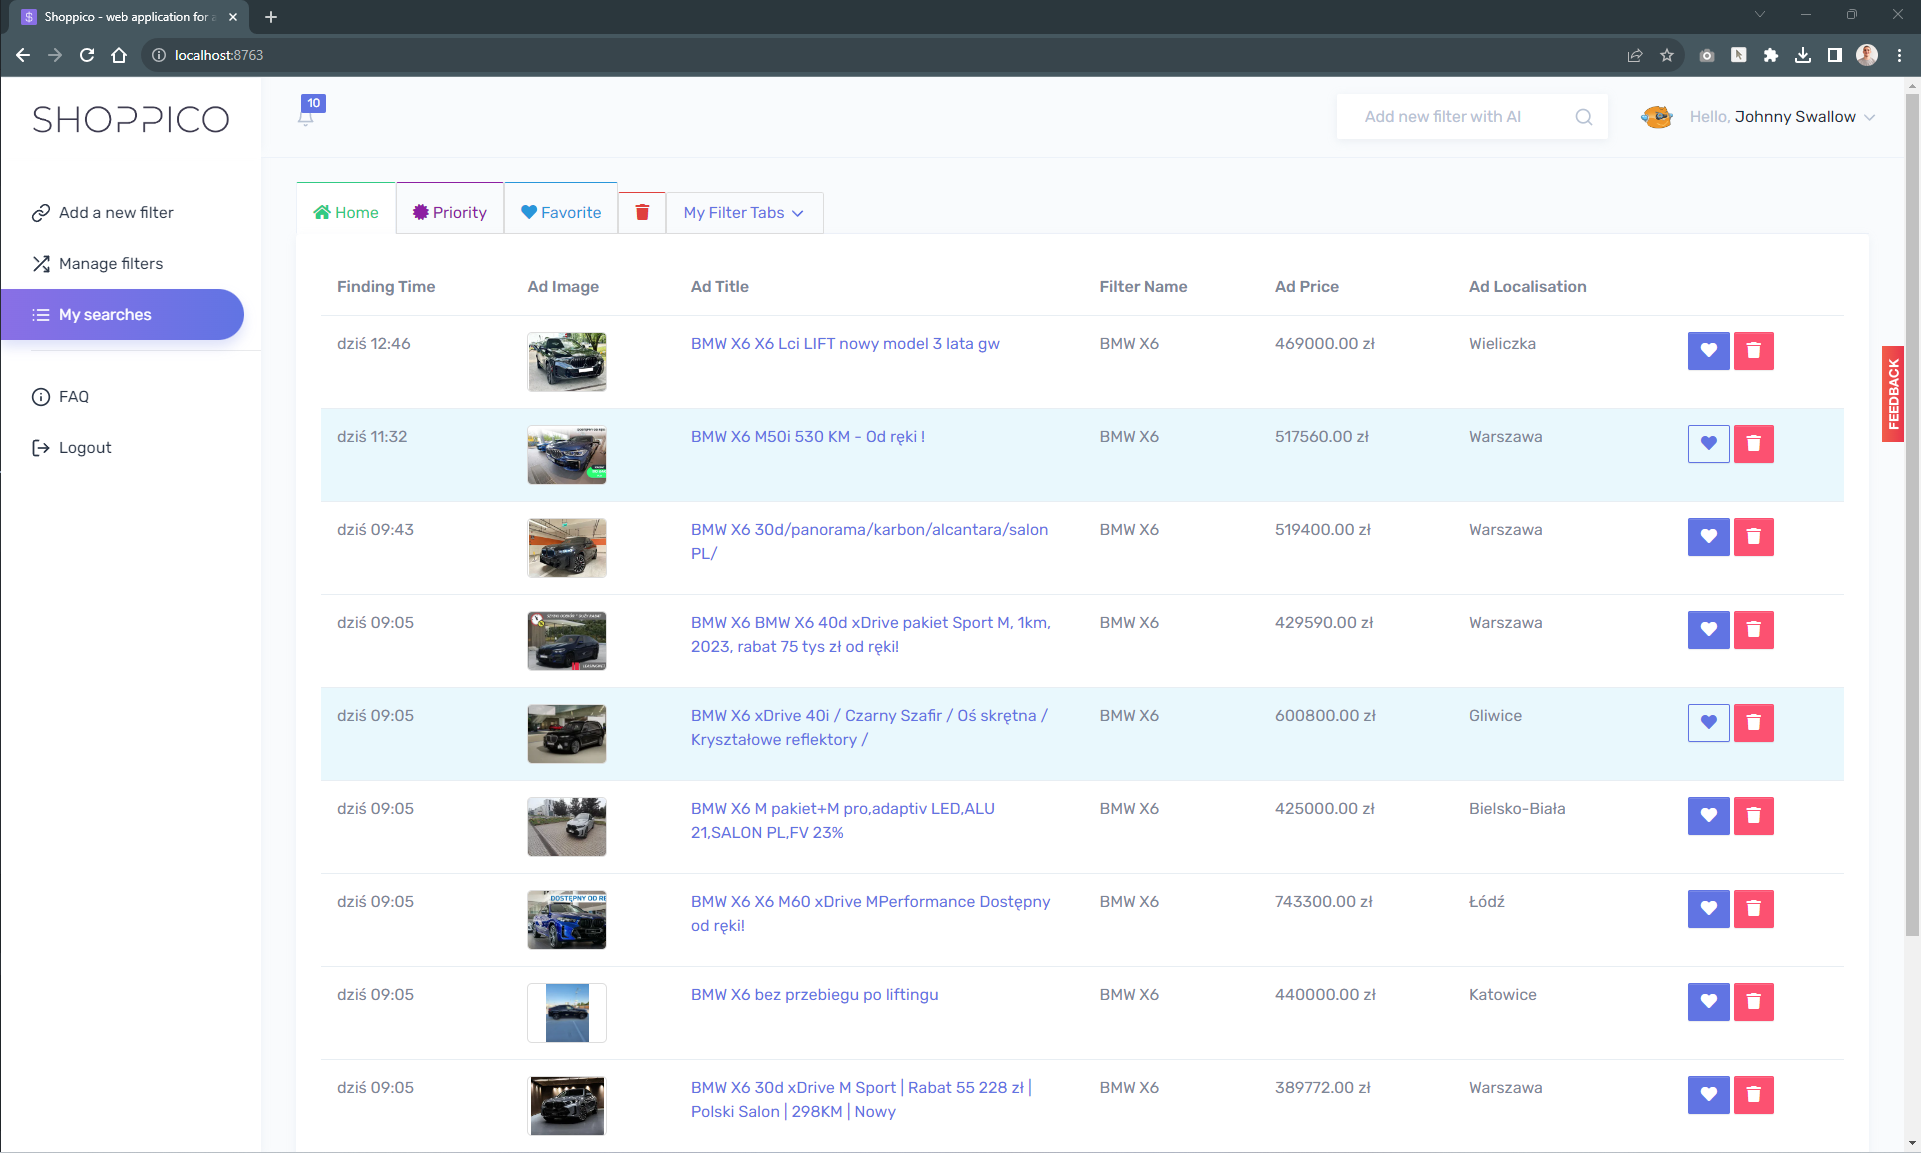 Shoppico - web application for a
localhost:8763
SHOPPICO
10
Add new filter with AI
Hello, Johnny Swallow
Add a new filter
Manage filters
My searches
FAQ
Logout
Home
Priority
Favorite
My Filter Tabs
Finding Time
Ad Image
Ad Title
Filter Name
Ad Price
Ad Localisation
dziś 12:46
BMW X6 X6 Lci LIFT nowy model 3 lata gw
BMW X6
469000.00 zł
Wieliczka
dziś 11:32
BMW X6 M50i 530 KM - Od ręki !
BMW X6
517560.00 zł
Warszawa
dziś 09:43
BMW X6 30d/panorama/karbon/alcantara/salon
PL/
BMW X6
519400.00 zł
Warszawa
dziś 09:05
BMW X6 BMW X6 40d xDrive pakiet Sport M, 1km,
2023, rabat 75 tys zł od ręki!
BMW X6
429590.00 zł
Warszawa
dziś 09:05
BMW X6 xDrive 40i / Czarny Szafir / Oś skrętna /
Kryształowe reflektory /
BMW X6
600800.00 zł
Gliwice
dziś 09:05
BMW X6 M pakiet+M pro,adaptiv LED,ALU
21,SALON PL,FV 23%
BMW X6
425000.00 zł
Bielsko-Biała
dziś 09:05
DOSTĘPNY OD RĘ
BMW X6 X6 M60 xDrive MPerformance Dostępny
od ręki!
BMW X6
743300.00 zł
Łódź
dziś 09:05
BMW X6 bez przebiegu po liftingu
BMW X6
440000.00 zł
Katowice
dziś 09:05
BMW X6 30d xDrive M Sport | Rabat 55 228 zł |
Polski Salon | 298KM | Nowy
BMW X6
389772.00 zł
Warszawa
FEEDBACK